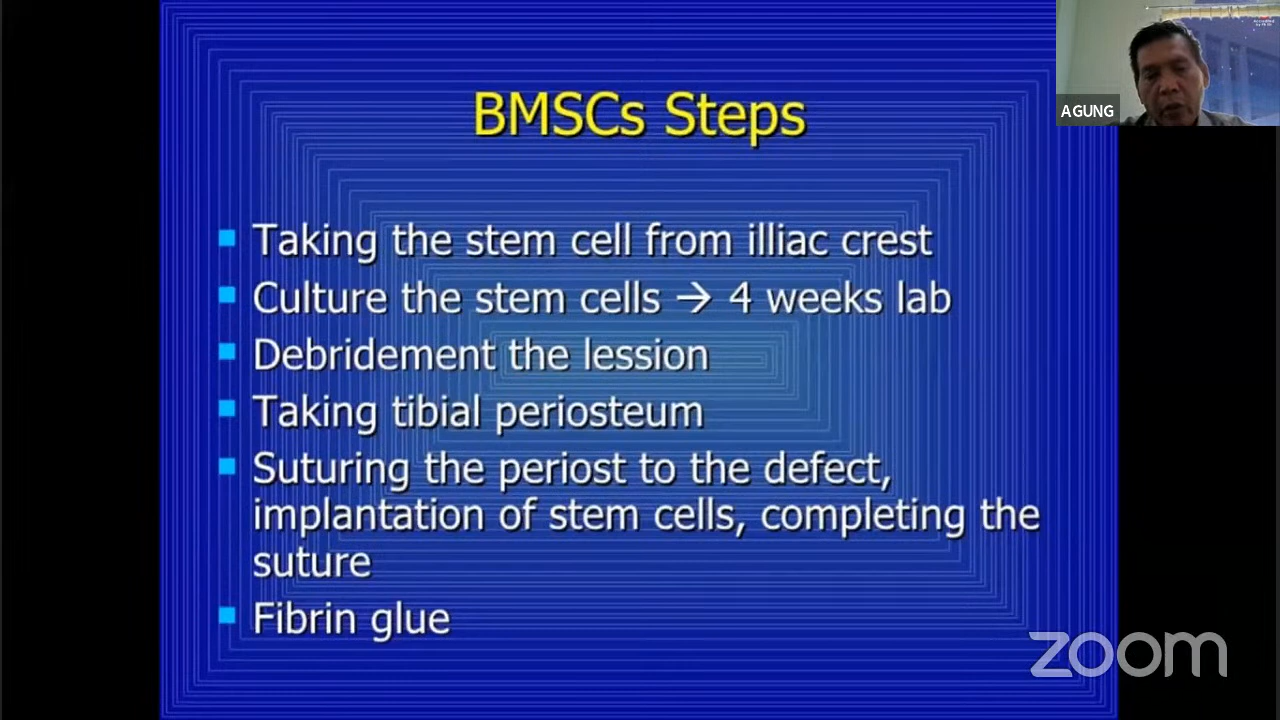 BMSCs Steps
AGUNG
Taking the stem cell from illiac crest
Culture the stem cells → 4 weeks lab
Debridement the lession
Taking tibial periosteum
Suturing the periost to the defect,
implantation of stem cells, completing the
suture
Fibrin glue
zoom